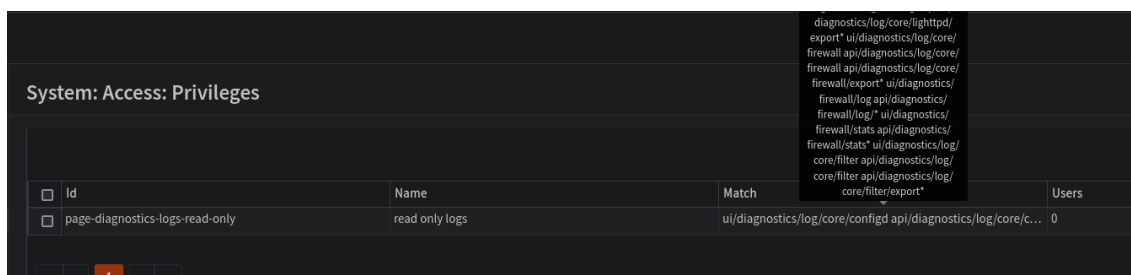 diagnostics/log/core/lighttpd/
export* ui/diagnostics/log/core/
firewall api/diagnostics/log/core/
firewall api/diagnostics/log/core/
firewall/export* ui/diagnostics/
firewall/log api/diagnostics/
firewall/log/* ui/diagnostics/
firewall/stats api/diagnostics/
firewall/stats* ui/diagnostics/log/
core/filter api/diagnostics/log/
core/filter api/diagnostics/log/
core/filter/export*
System: Access: Privileges
Id Name Match Users
page-diagnostics-logs-read-only read only logs ui/diagnostics/log/core/configd api/diagnostics/log/core/c... 0